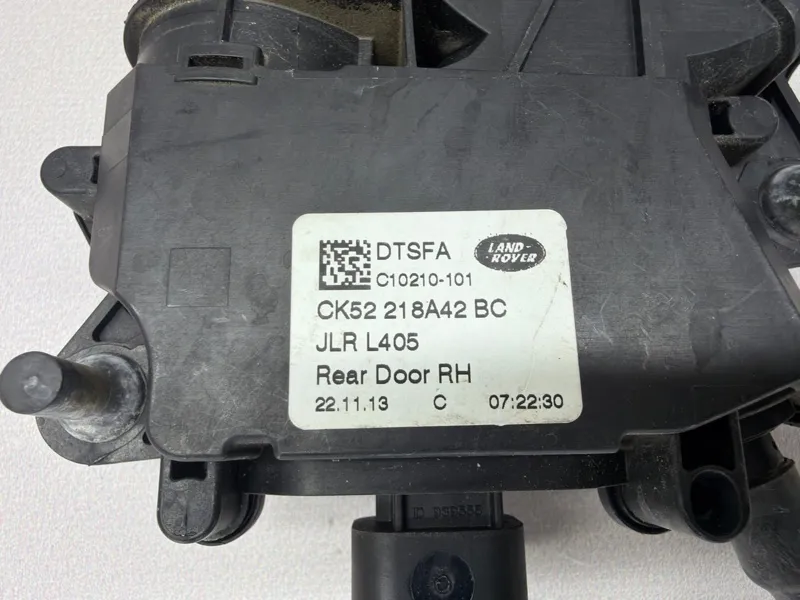 DTSFA
LAND-
-ROVER
C10210-101
CK52 218A42 BC
JLR L405
Rear Door RH
22.11.13 C 07:22:30